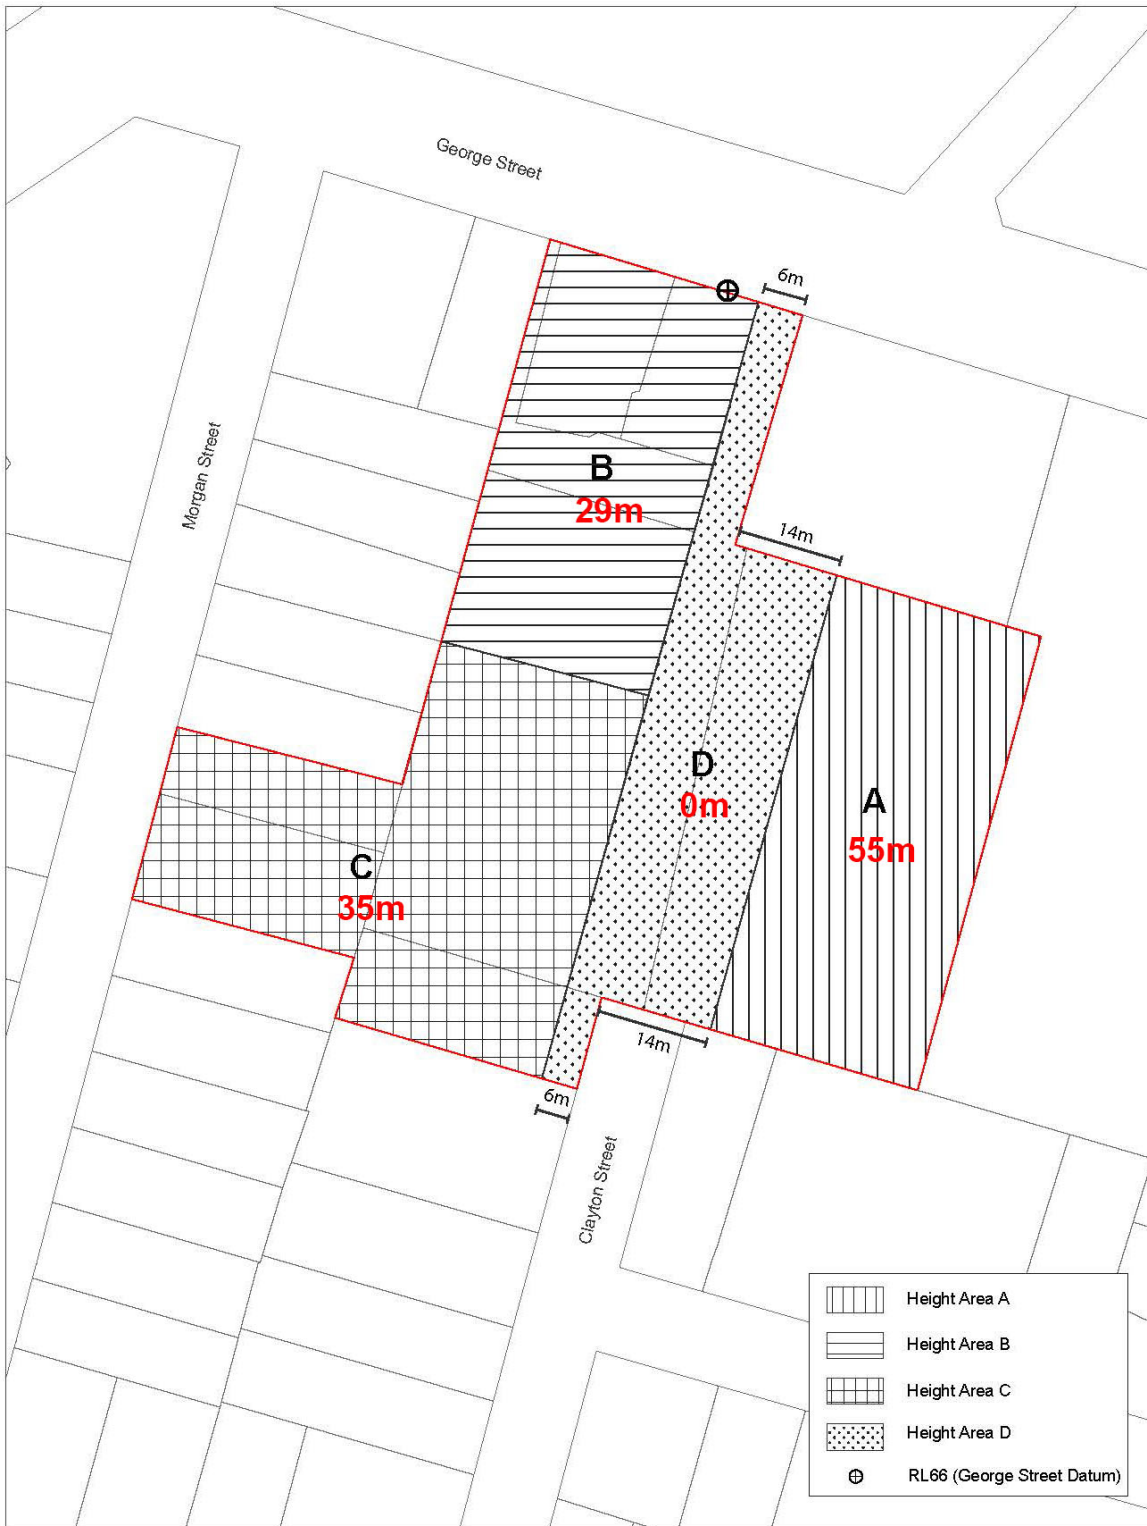 George Street
6m
Morgan Street
B
29m
14m
D
0m
A
55m
C
35m
14m
6m
Clayton Street
Height Area A
Height Area B
Height Area C
Height Area D
RL66 (George Street Datum)